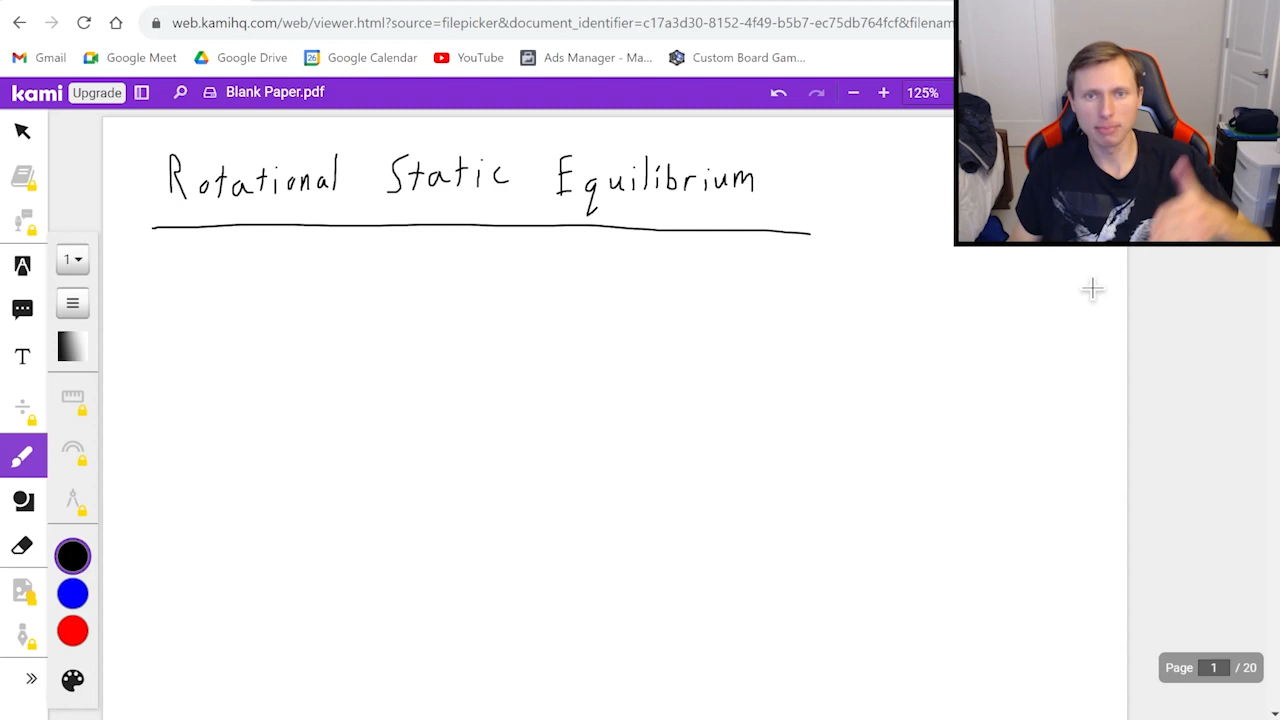 web.kamihq.com/web/viewer.html?source=filepicker&document_identifier=c17a3d30-8152-4f49-b5b7-ec75db764fcf&filenam
Gmail Google Meet Google Drive 26 Google Calendar YouTube Ads Manager - Ma... Custom Board Gam...
kami Upgrade Blank Paper.pdf 125%
Rotational Static Equilibrium
1
T
Page 1 / 20